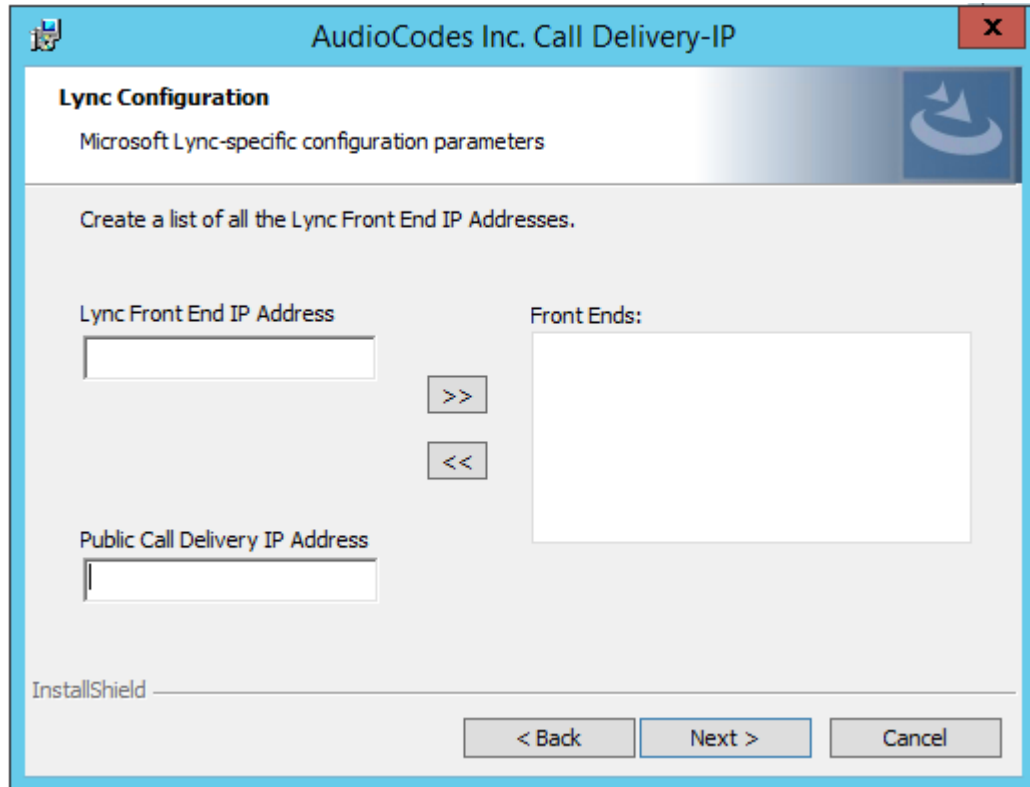 AudioCodes Inc. Call Delivery-IP
x
Lync Configuration
Microsoft Lync-specific configuration parameters
Create a list of all the Lync Front End IP Addresses.
Lync Front End IP Address
Front Ends:
>>
<<
Public Call Delivery IP Address
InstallShield
< Back
Next >
Cancel